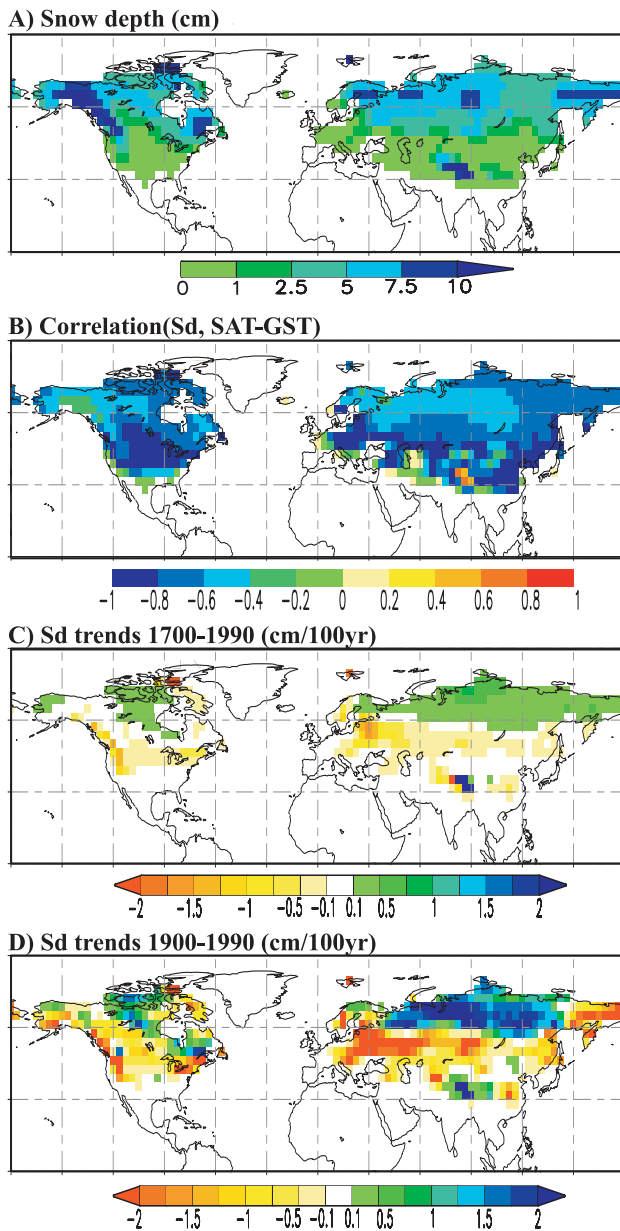 A) Snow depth (cm)
0 1 2.5 5 7.5 10
B) Correlation(Sd, SAT-GST)
-1 -0.8 -0.6 -0.4 -0.2 0 0.2 0.4 0.6 0.8 1
C) Sd trends 1700-1990 (cm/100yr)
-2 -1.5 -1 -0.5 -0.1 0.1 0.5 1 1.5 2
D) Sd trends 1900-1990 (cm/100yr)
-2 -1.5 -1 -0.5 -0.1 0.1 0.5 1 1.5 2